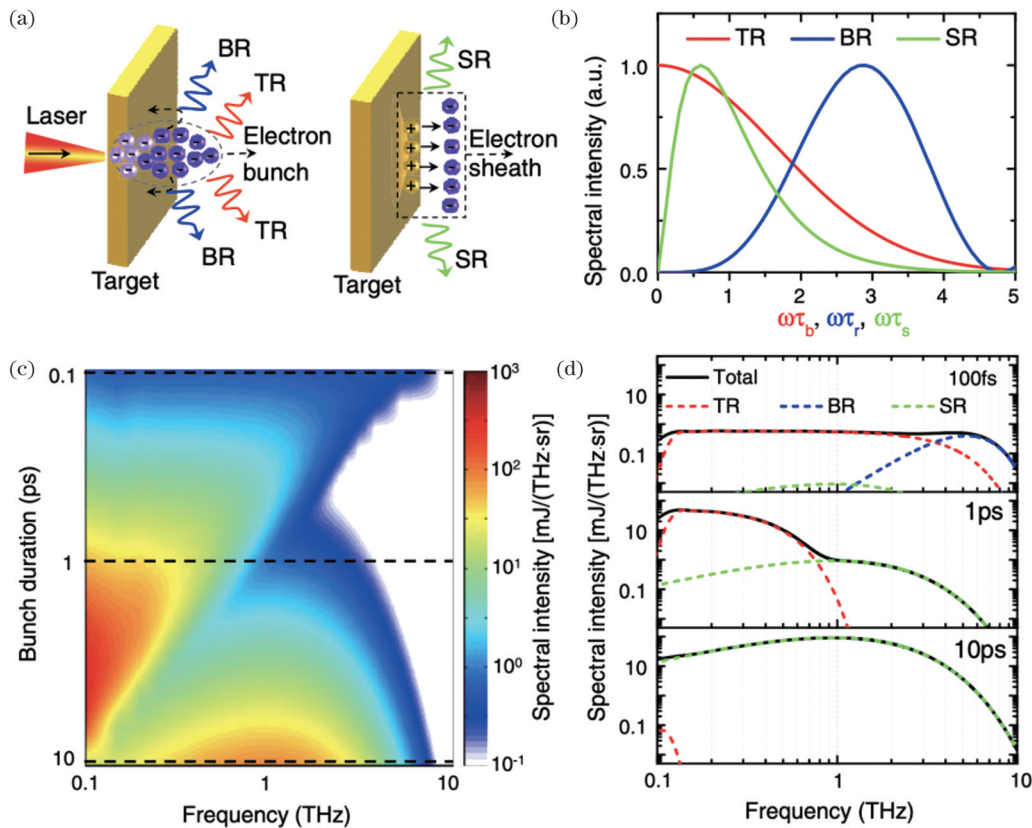 (a)
BR
TR
Laser
Electron
bunch
TR
BR
Target
SR
Electron
sheath
SR
Target
(b)
TR BR SR
Spectral intensity (a.u.)
1.0
0.5
0.0
0 1 2 3 4 5
ωτb, ωτr, ωτs
(c)
Bunch duration (ps)
0.1
1
10
0.1 1 10
Frequency (THz)
10³
10²
10¹
10⁰
10⁻¹
Spectral intensity [mJ/(THz·sr)]
(d)
Spectral intensity [mJ/(THz·sr)]
Total 100fs
TR BR SR
10
0.1
1ps
10
0.1
10ps
10
0.1
0.1 1 10
Frequency (THz)